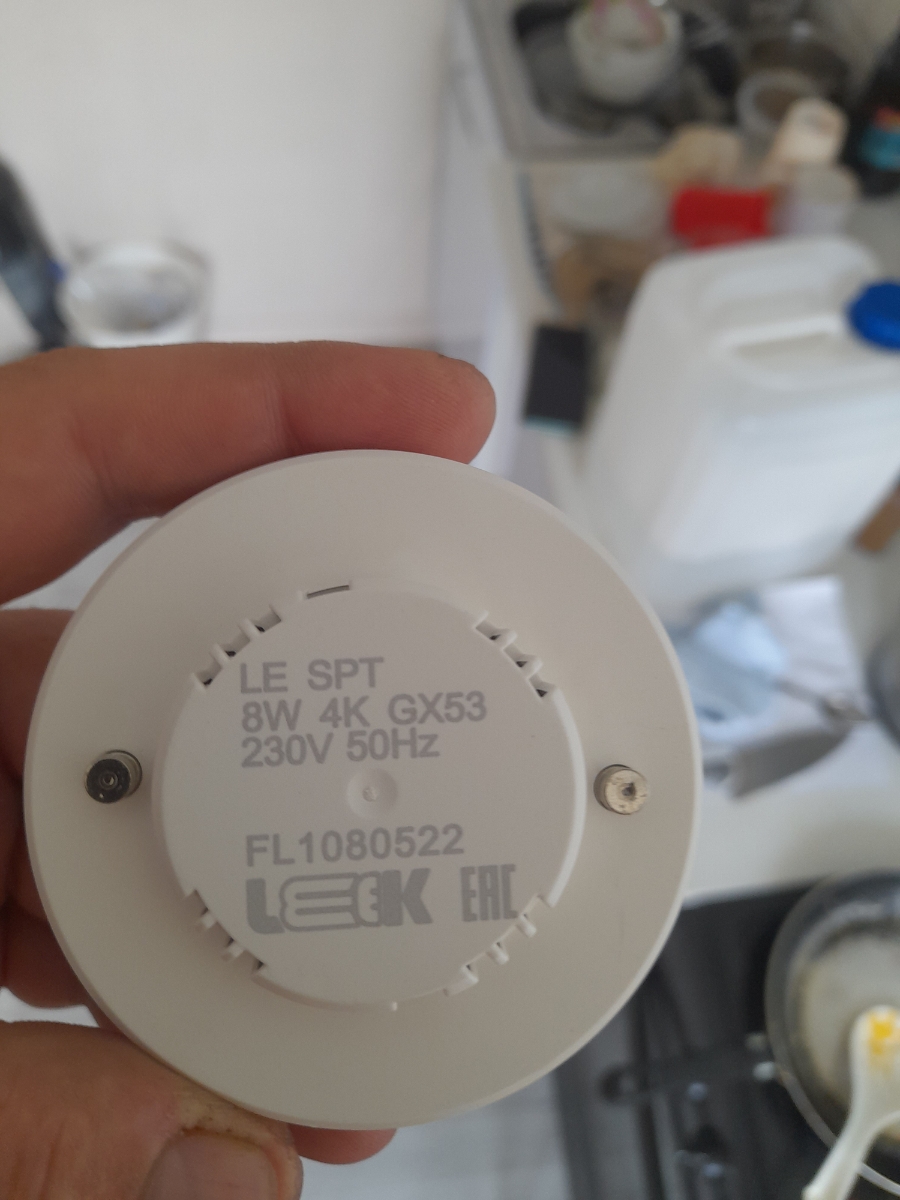 LE SPT
8W 4K GX53
230V 50Hz
FL1080522
LEEK EAC